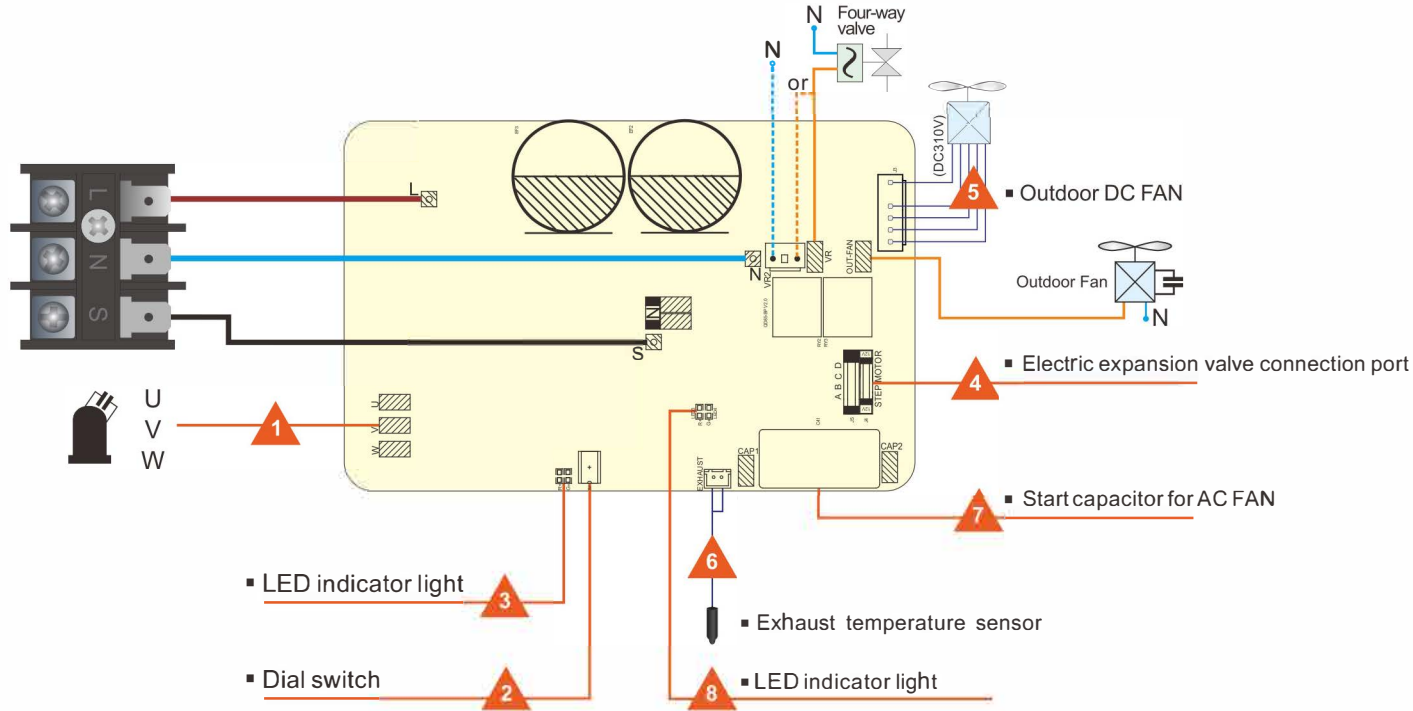 N
Four-way
valve
N
or
(DC310V)
5
▪ Outdoor DC FAN
L
L
N
N
VR2
VR
OUT-FAN
Outdoor Fan
N
S
N
S
A B C D
STEP MOTOR
4
▪ Electric expansion valve connection port
U
V
W
1
U
V
W
EXHAUST
CAP1
CAP2
7
▪ Start capacitor for AC FAN
▪ LED indicator light
3
6
▪ Exhaust temperature sensor
▪ Dial switch
2
8
▪ LED indicator light